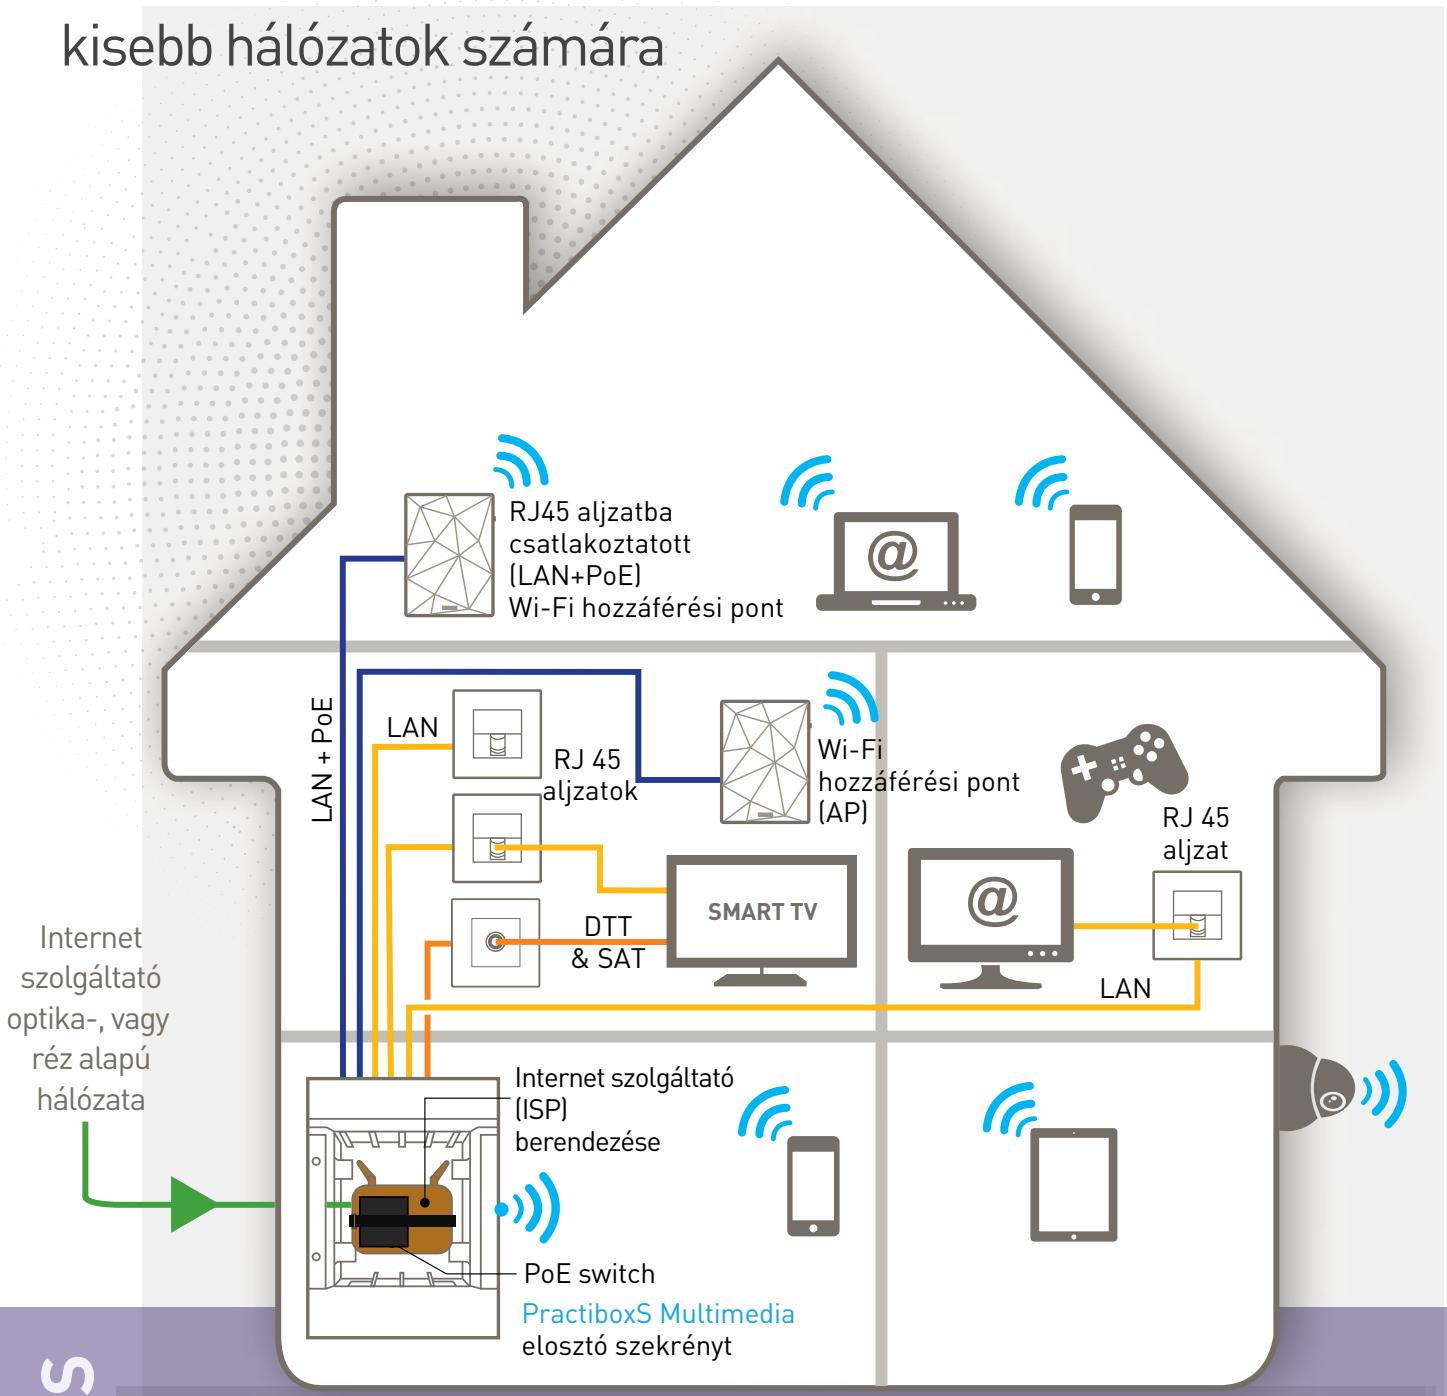 kisebb hálózatok számára
RJ45 aljzatba
csatlakoztatott
(LAN+PoE)
Wi-Fi hozzáférési pont
@
LAN + PoE
LAN
RJ 45
aljzatok
Wi-Fi
hozzáférési pont
(AP)
RJ 45
aljzat
@
SMART TV
DTT
& SAT
LAN
Internet
szolgáltató
optika-, vagy
réz alapú
hálózata
Internet szolgáltató
(ISP)
berendezése
PoE switch
PractiboxS Multimedia
elosztó szekrényt
S